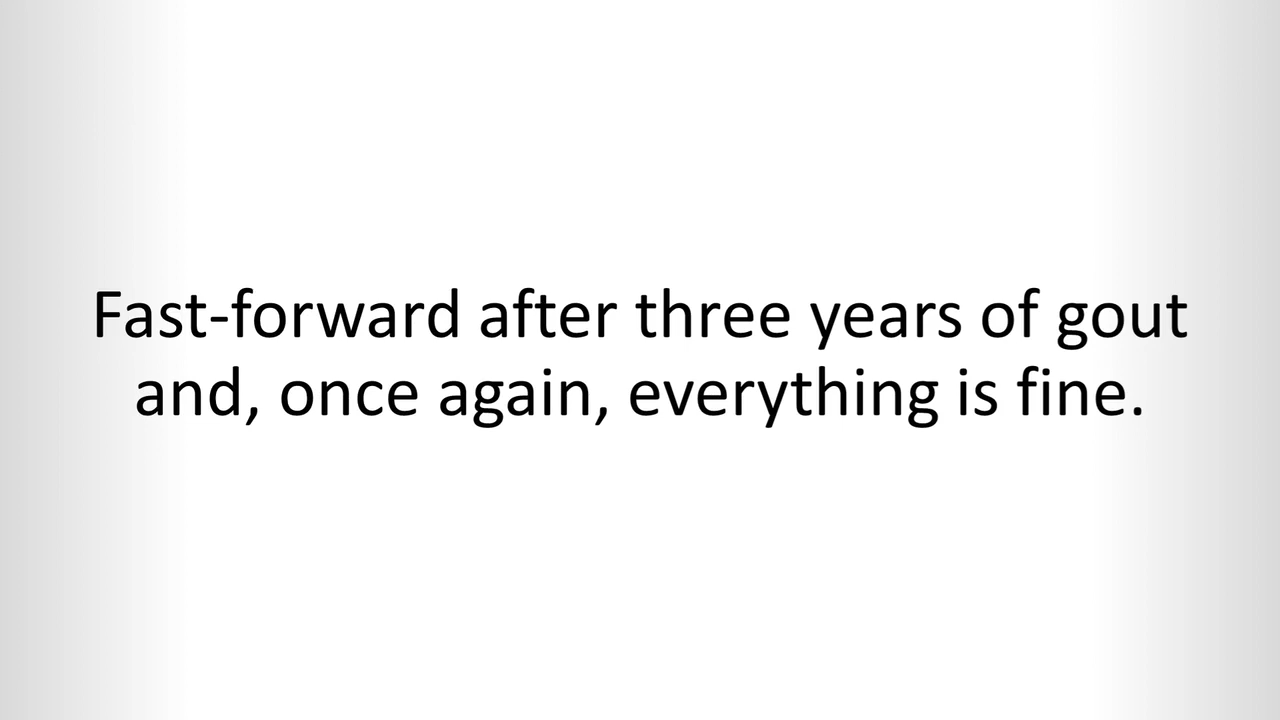 Fast-forward after three years of gout
and, once again, everything is fine.